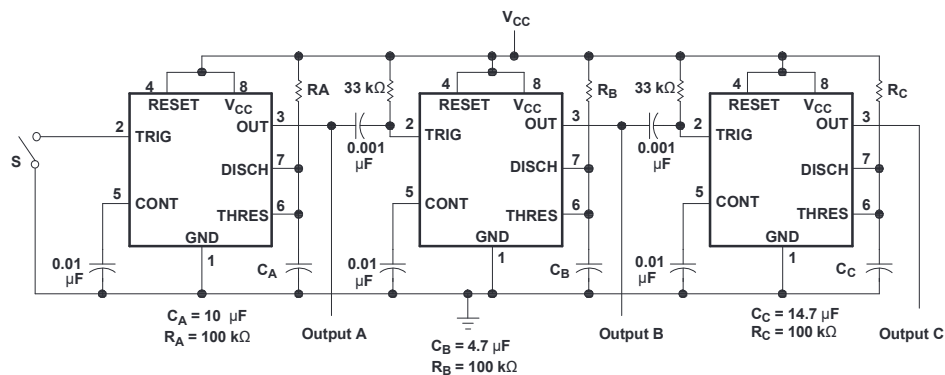 VCC
4
8
RESET
VCC
2
TRIG
OUT
3
DISCH
7
5
CONT
THRES
6
GND
1
S
0.01
µF
RA
CA
CA = 10 µF
RA = 100 kΩ
Output A
33 kΩ
0.001
µF
4
8
RESET
VCC
2
TRIG
OUT
3
DISCH
7
5
CONT
THRES
6
GND
1
0.01
µF
RB
CB
CB = 4.7 µF
RB = 100 kΩ
Output B
33 kΩ
0.001
µF
4
8
RESET
VCC
2
TRIG
OUT
3
DISCH
7
5
CONT
THRES
6
GND
1
0.01
µF
RC
CC
CC = 14.7 µF
RC = 100 kΩ
Output C